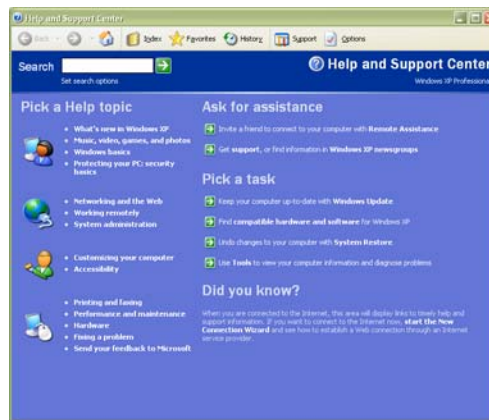 Help and Support Center
Back
Index
Favorites
History
Support
Options
Search
Set search options
Help and Support Center
Windows XP Professional
Pick a Help topic
What's new in Windows XP
Music, video, games, and photos
Windows basics
Protecting your PC: security
basics
Networking and the Web
Working remotely
System administration
Customizing your computer
Accessibility
Printing and faxing
Performance and maintenance
Hardware
Fixing a problem
Send your feedback to Microsoft
Ask for assistance
Invite a friend to connect to your computer with Remote Assistance
Get support, or find information in Windows XP newsgroups
Pick a task
Keep your computer up-to-date with Windows Update
Find compatible hardware and software for Windows XP
Undo changes to your computer with System Restore
Use Tools to view your computer information and diagnose problems
Did you know?
When you are connected to the Internet, this area will display links to timely help and
support information. If you want to connect to the Internet now, start the New
Connection Wizard and see how to establish a Web connection through an Internet
service provider.